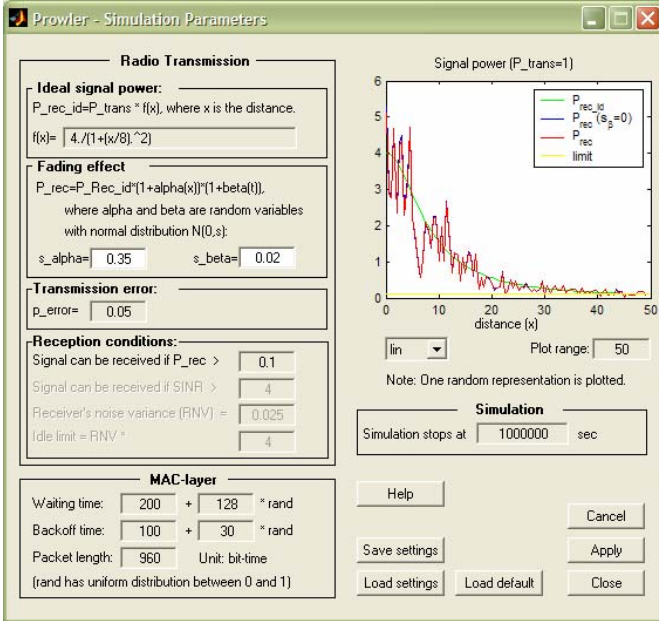 Prowler - Simulation Parameters
Radio Transmission
Ideal signal power:
P_rec_id=P_trans * f(x), where x is the distance.
f(x)= 4./(1+(x/8).^2)
Fading effect
P_rec=P_Rec_id*(1+alpha(x))*(1+beta(t)),
where alpha and beta are random variables
with normal distribution N(0,s):
s_alpha= 0.35 s_beta= 0.02
Transmission error:
p_error= 0.05
Reception conditions:
Signal can be received if P_rec > 0.1
Signal can be received if SINR > 4
Receiver's noise variance (RNV) = 0.025
Idle limit = RNV * 4
MAC-layer
Waiting time: 200 + 128 * rand
Backoff time: 100 + 30 * rand
Packet length: 960 Unit: bit-time
(rand has uniform distribution between 0 and 1)
Signal power (P_trans=1)
6
5
4
3
2
1
0
P_rec_id
P_rec (s_β=0)
P_rec
limit
0 10 20 30 40 50
distance (x)
lin Plot range: 50
Note: One random representation is plotted.
Simulation
Simulation stops at 1000000 sec
Help
Cancel
Save settings Apply
Load settings Load default Close